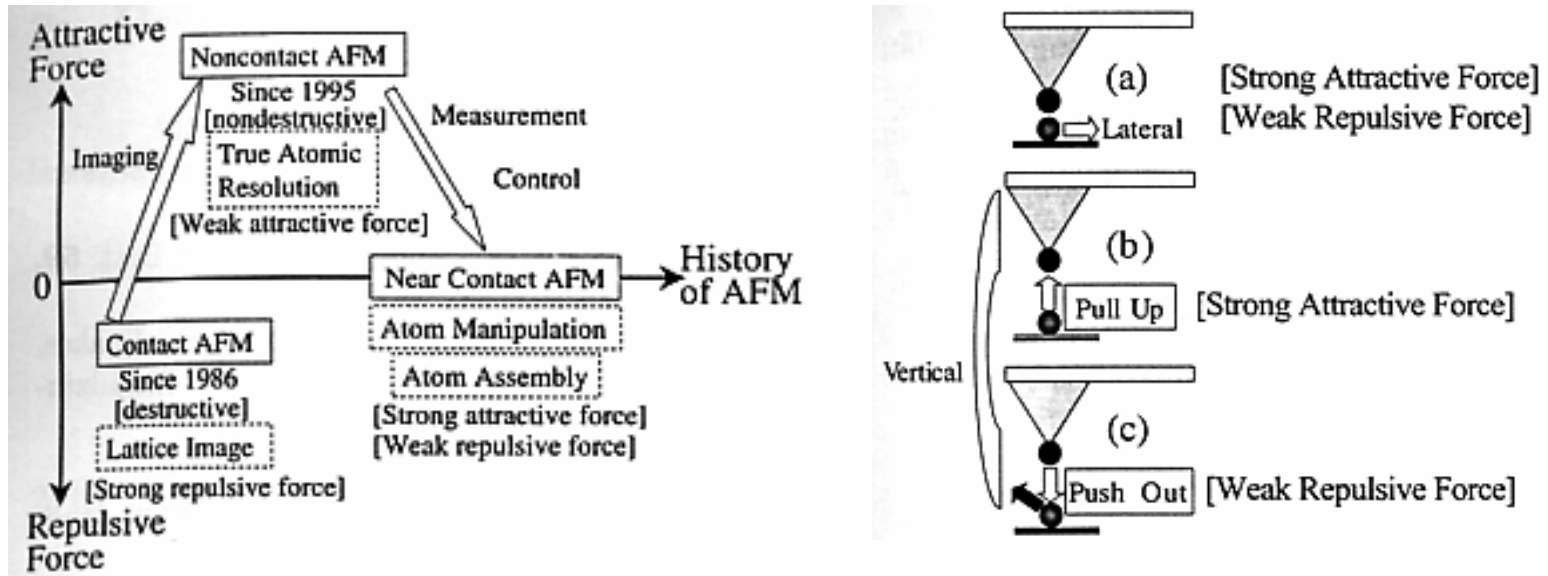 Attractive
Force
Noncontact AFM
Since 1995
[nondestructive]
True Atomic
Resolution
[Weak attractive force]
Imaging
Measurement
Control
0
Near Contact AFM
History
of AFM
Atom Manipulation
Atom Assembly
[Strong attractive force]
[Weak repulsive force]
Contact AFM
Since 1986
[destructive]
Lattice Image
[Strong repulsive force]
Repulsive
Force
(a)
[Strong Attractive Force]
[Weak Repulsive Force]
Lateral
(b)
Pull Up
[Strong Attractive Force]
Vertical
(c)
Push Out
[Weak Repulsive Force]